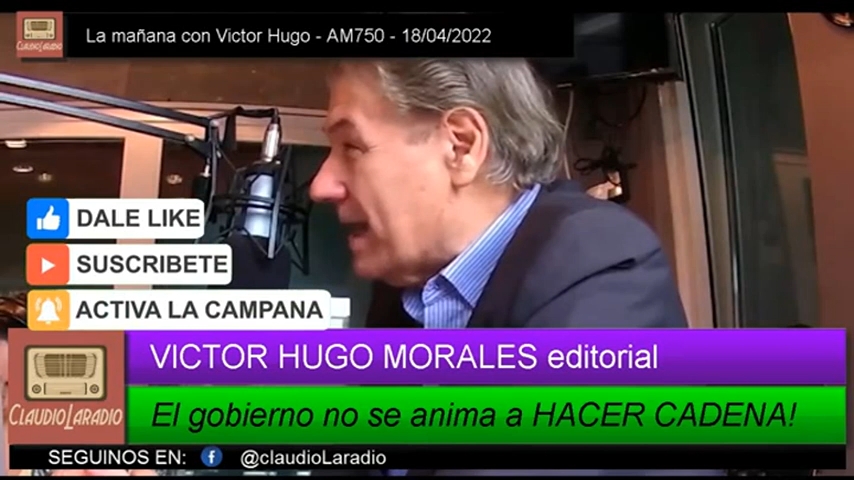 CLAUDIOLARADIO
La mañana con Victor Hugo - AM750 - 18/04/2022
DALE LIKE
SUSCRIBETE
ACTIVA LA CAMPANA
VICTOR HUGO MORALES editorial
CLAUDIOLARADIO
El gobierno no se anima a HACER CADENA!
SEGUINOS EN: f @claudioLaradio